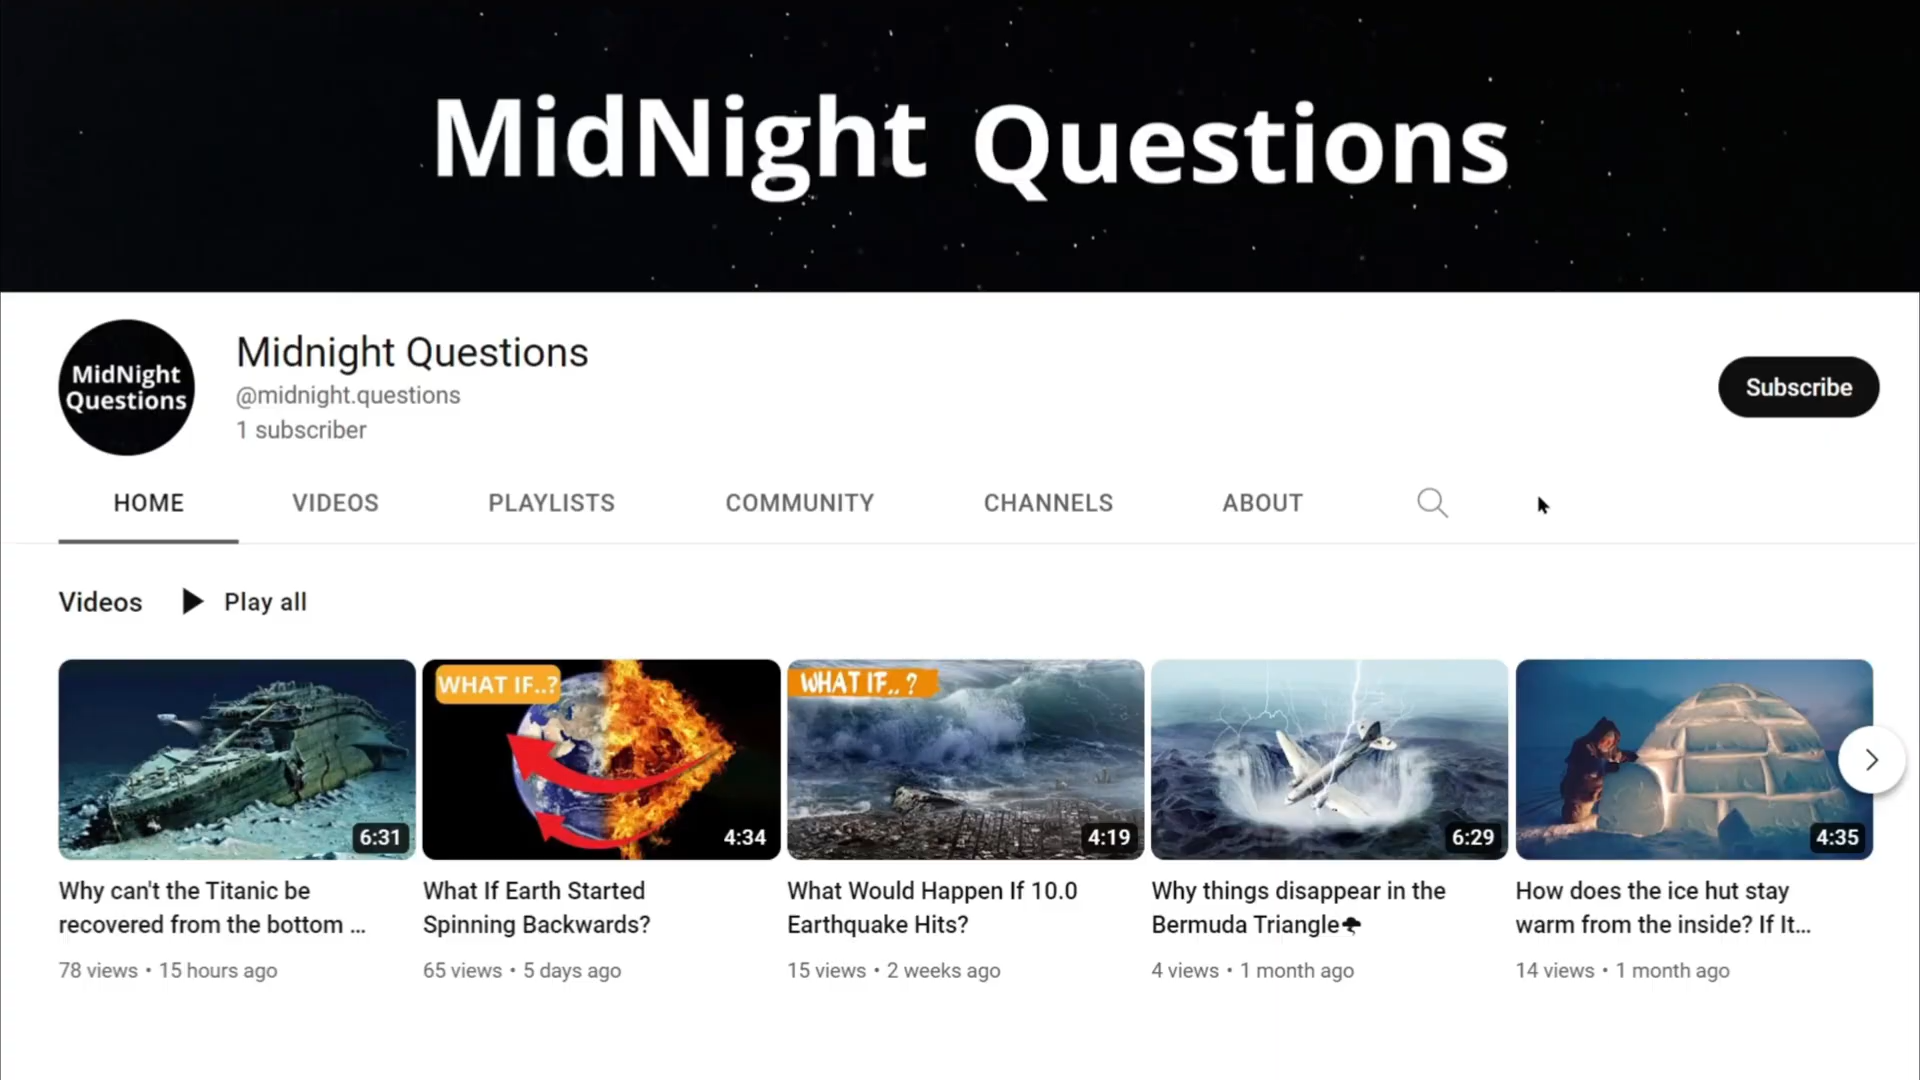 MidNight Questions
MidNight
Questions
Midnight Questions
@midnight.questions
1 subscriber
Subscribe
HOME
VIDEOS
PLAYLISTS
COMMUNITY
CHANNELS
ABOUT
Videos
Play all
6:31
WHAT IF..?
4:34
WHAT IF..?
4:19
6:29
4:35
Why can't the Titanic be
recovered from the bottom ...
78 views • 15 hours ago
What If Earth Started
Spinning Backwards?
65 views • 5 days ago
What Would Happen If 10.0
Earthquake Hits?
15 views • 2 weeks ago
Why things disappear in the
Bermuda Triangle🌪
4 views • 1 month ago
How does the ice hut stay
warm from the inside? If It...
14 views • 1 month ago